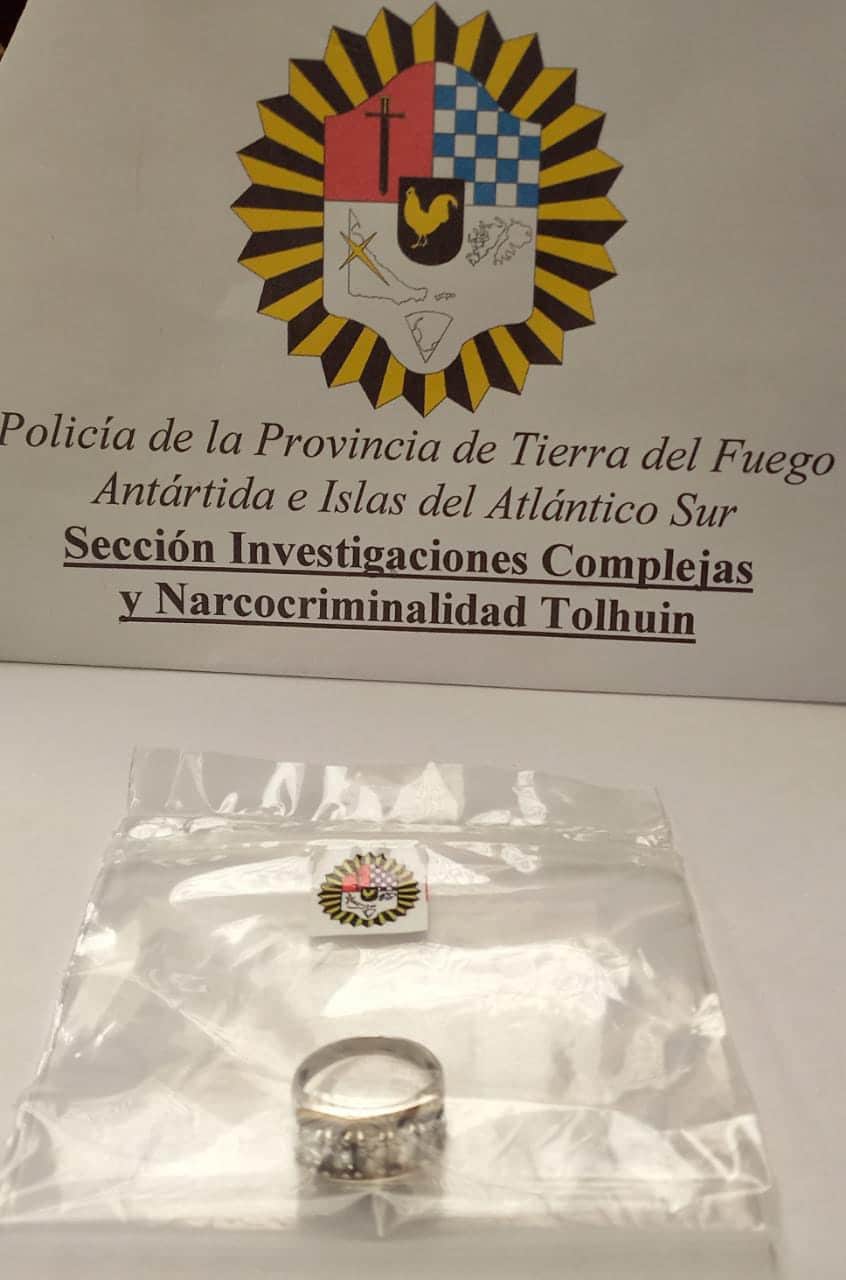 Policía de la Provincia de Tierra del Fuego
Antártida e Islas del Atlántico Sur
Sección Investigaciones Complejas
y Narcocriminalidad Tolhuin